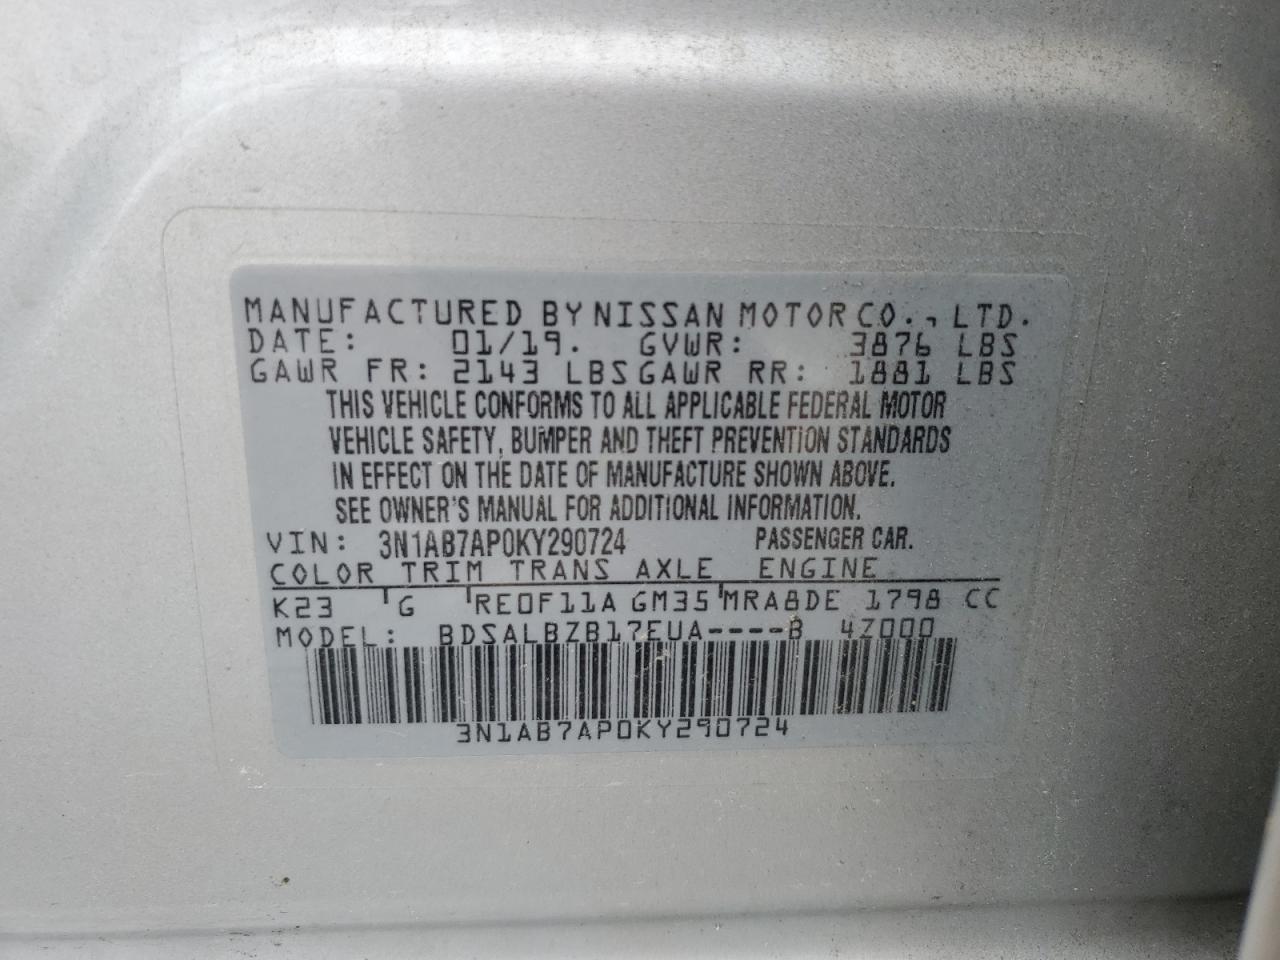 MANUFACTURED BY NISSAN MOTOR CO., LTD.
DATE: 01/19. GVWR: 3876 LBS
GAWR FR: 2143 LBS GAWR RR: 1881 LBS
THIS VEHICLE CONFORMS TO ALL APPLICABLE FEDERAL MOTOR
VEHICLE SAFETY, BUMPER AND THEFT PREVENTION STANDARDS
IN EFFECT ON THE DATE OF MANUFACTURE SHOWN ABOVE.
SEE OWNER'S MANUAL FOR ADDITIONAL INFORMATION.
VIN: 3N1AB7AP0KY290724 PASSENGER CAR.
COLOR TRIM TRANS AXLE ENGINE
K23 G RE0F11A GM35 MRA8DE 1798 CC
MODEL: BDSALBZB17EUA----B 4Z000
3N1AB7AP0KY290724